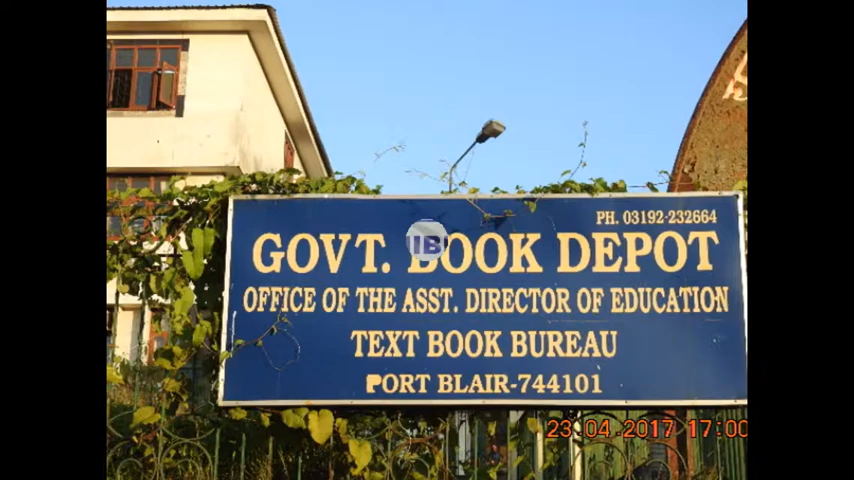 PH. 03192-232664
GOVT. BOOK DEPOT
OFFICE OF THE ASST. DIRECTOR OF EDUCATION
TEXT BOOK BUREAU
PORT BLAIR-744101
23.04.2017 17:00